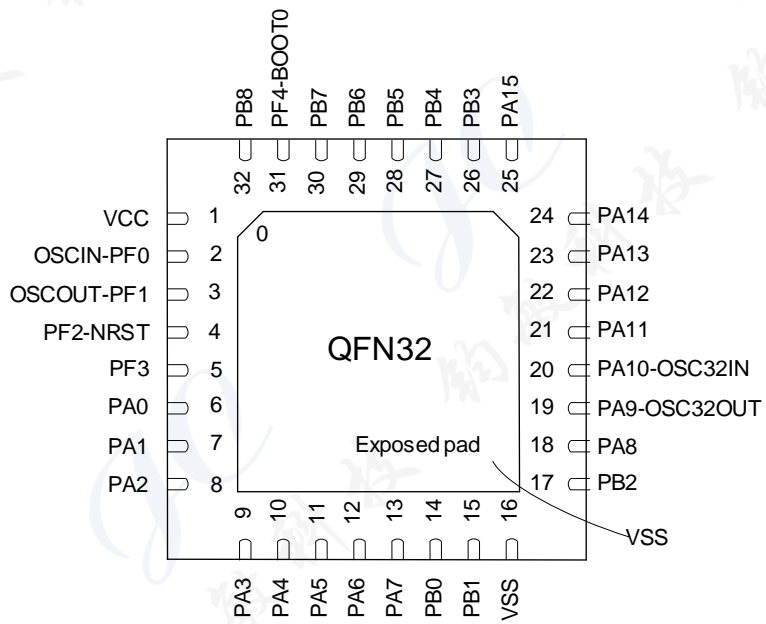 PB8
PF4-BOOT0
PB7
PB6
PB5
PB4
PB3
PA15
32
31
30
29
28
27
26
25
VCC 1
OSCIN-PF0 2
OSCOUT-PF1 3
PF2-NRST 4
PF3 5
PA0 6
PA1 7
PA2 8
0
QFN32
Exposed pad
24 PA14
23 PA13
22 PA12
21 PA11
20 PA10-OSC32IN
19 PA9-OSC32OUT
18 PA8
17 PB2
VSS
9
10
11
12
13
14
15
16
PA3
PA4
PA5
PA6
PA7
PB0
PB1
VSS